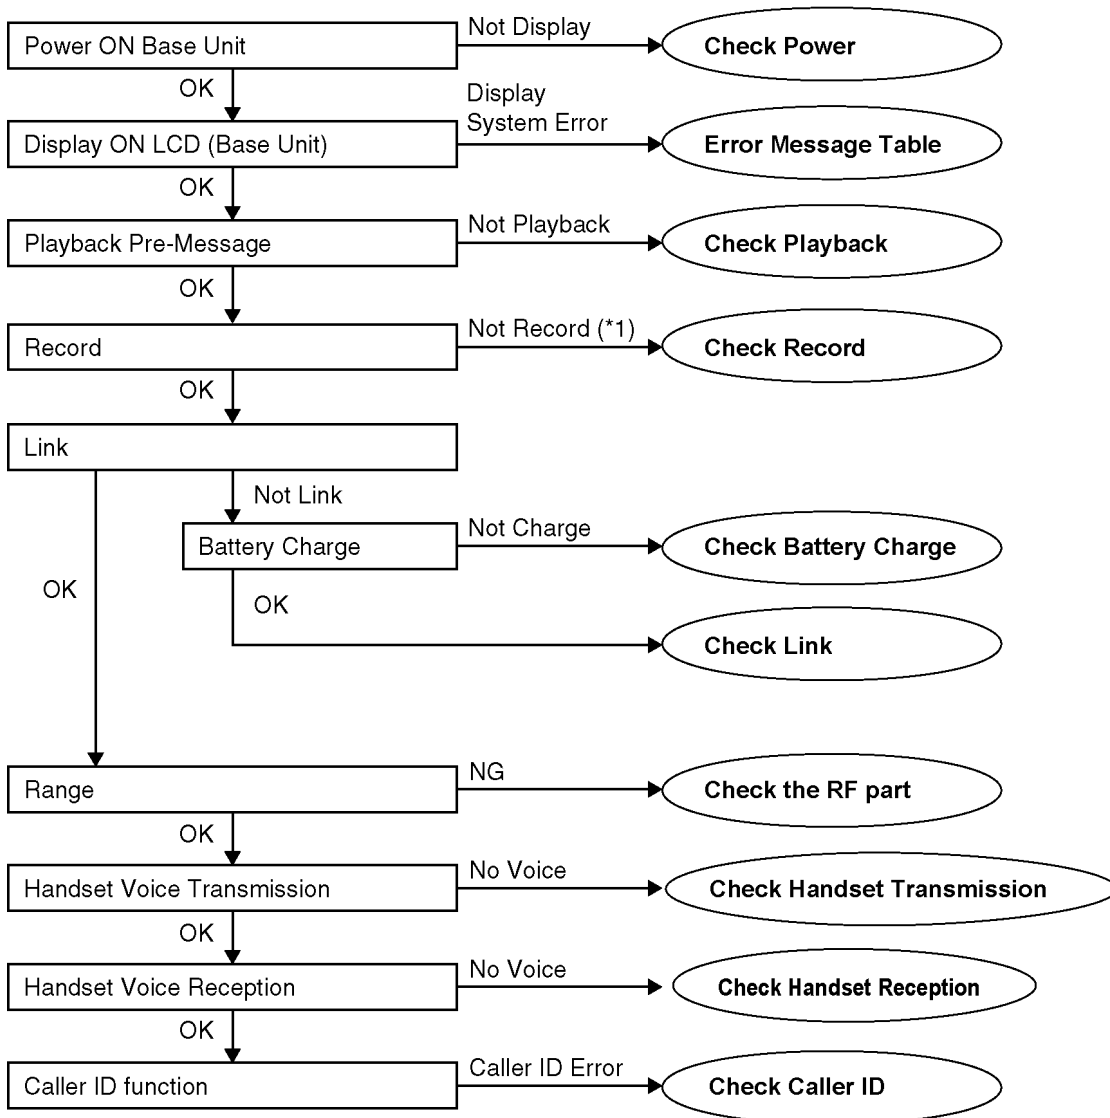 Power ON Base Unit
Not Display
Check Power
OK
Display ON LCD (Base Unit)
Display
System Error
Error Message Table
OK
Playback Pre-Message
Not Playback
Check Playback
OK
Record
Not Record (*1)
Check Record
OK
Link
Not Link
Battery Charge
Not Charge
Check Battery Charge
OK
OK
Check Link
Range
NG
Check the RF part
OK
Handset Voice Transmission
No Voice
Check Handset Transmission
OK
Handset Voice Reception
No Voice
Check Handset Reception
OK
Caller ID function
Caller ID Error
Check Caller ID